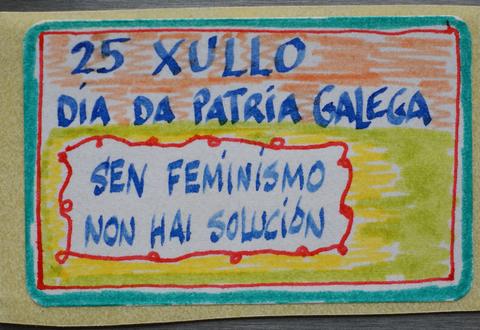 25 XULLO
DÍA DA PATRIA GALEGA
SEN FEMINISMO
NON HAI SOLUCIÓN